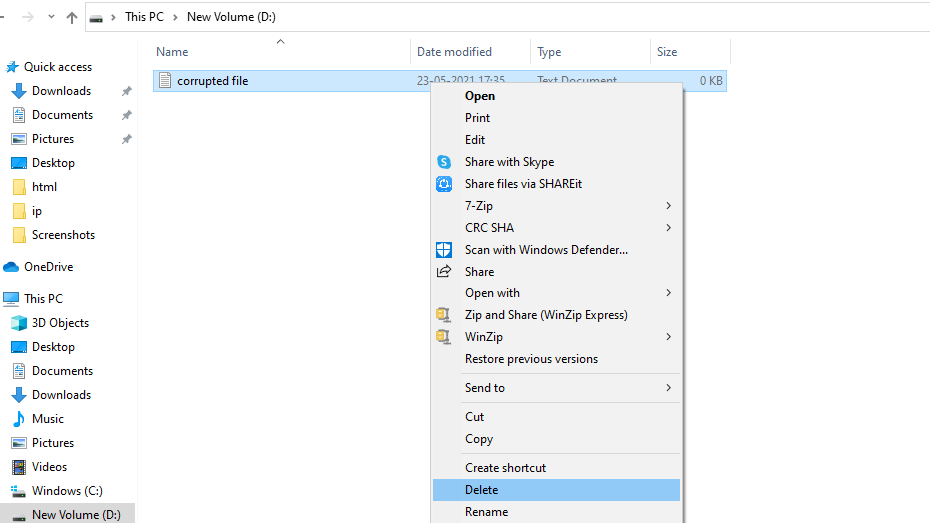 This PC > New Volume (D:)
Name Date modified Type Size
Quick access
Downloads
Documents
Pictures
Desktop
html
ip
Screenshots
OneDrive
This PC
3D Objects
Desktop
Documents
Downloads
Music
Pictures
Videos
Windows (C:)
New Volume (D:)
corrupted file 23-05-2021 17:35 Text Document 0 KB
Open
Print
Edit
Share with Skype
Share files via SHAREit
7-Zip
CRC SHA
Scan with Windows Defender...
Share
Open with
Zip and Share (WinZip Express)
WinZip
Restore previous versions
Send to
Cut
Copy
Create shortcut
Delete
Rename